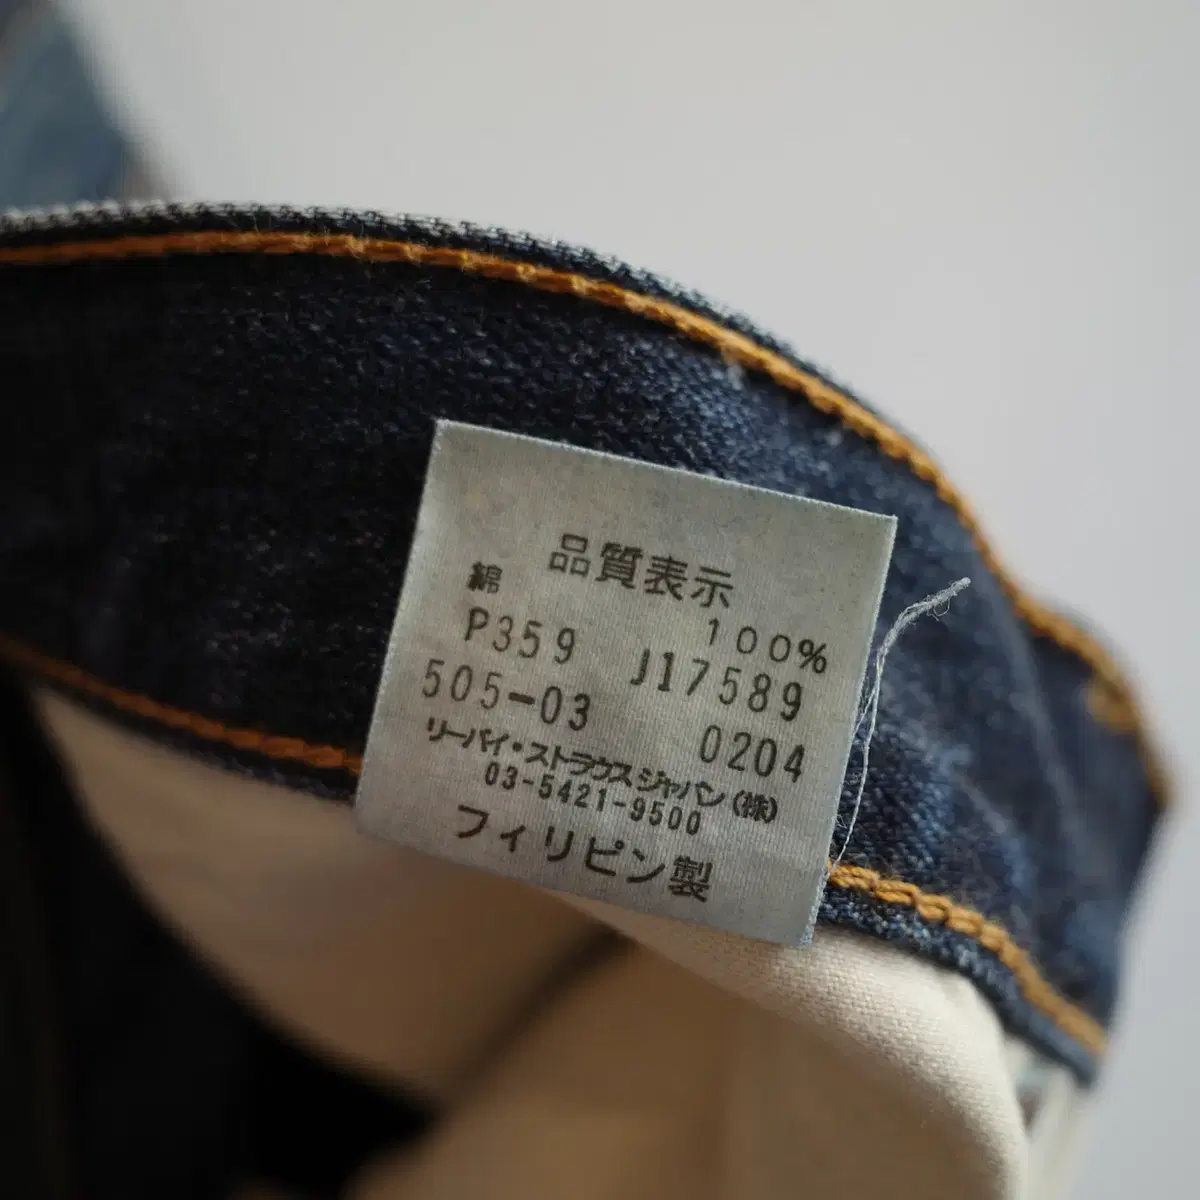 品質表示
綿 100%
P359 J17589
505-03 0204
リーバイ・ストラウス ジャパン(株)
03-5421-9500
フィリピン製